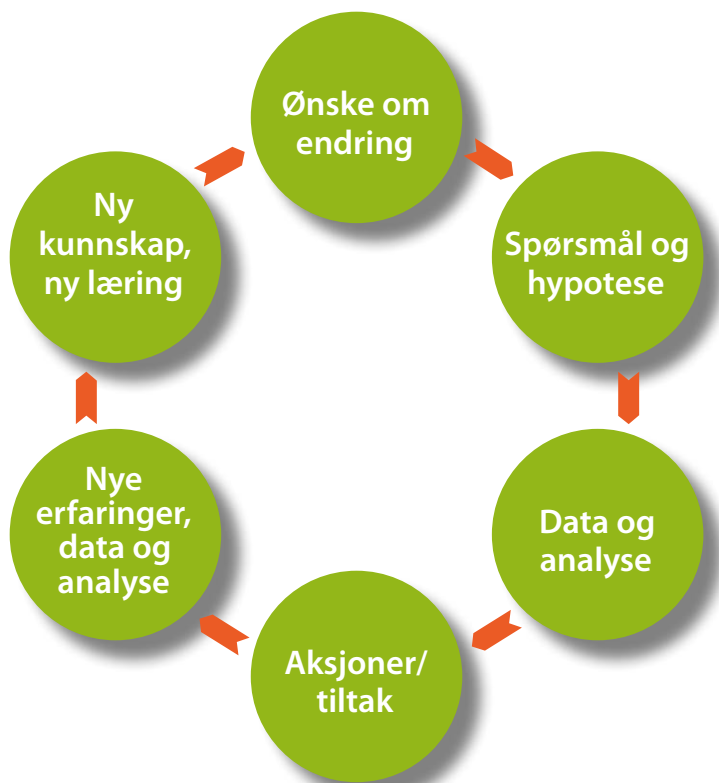 Ønske om
endring
Spørsmål og
hypotese
Data og
analyse
Aksjoner/
tiltak
Nye
erfaringer,
data og
analyse
Ny
kunnskap,
ny læring